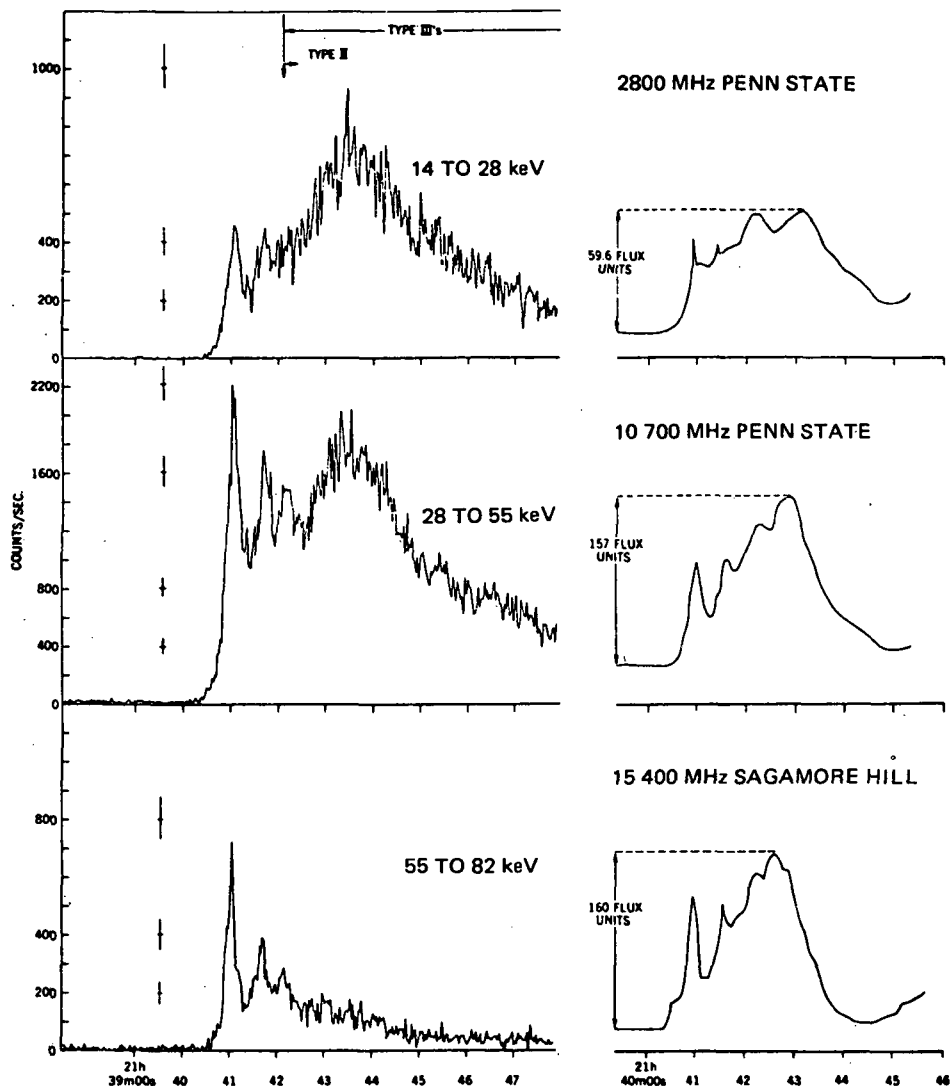 TYPE III's
TYPE II
1000
400
200
0
14 TO 28 keV
2800 MHz PENN STATE
59.6 FLUX
UNITS
COUNTS/SEC.
2200
1600
800
400
0
28 TO 55 keV
10 700 MHz PENN STATE
157 FLUX
UNITS
800
400
200
0
55 TO 82 keV
15 400 MHz SAGAMORE HILL
160 FLUX
UNITS
21h
39m00s 40 41 42 43 44 45 46 47
21h
40m00s 41 42 43 44 45 46